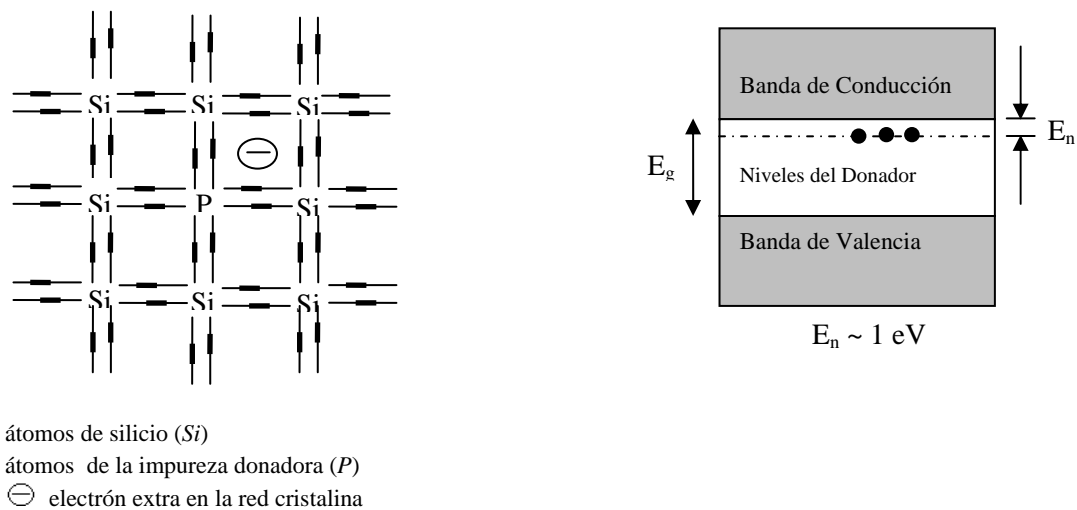 Si Si Si
Si P Si
Si Si Si
Banda de Conducción
E_n
E_g
Niveles del Donador
Banda de Valencia
E_n ~ 1 eV
átomos de silicio (Si)
átomos de la impureza donadora (P)
⊖ electrón extra en la red cristalina